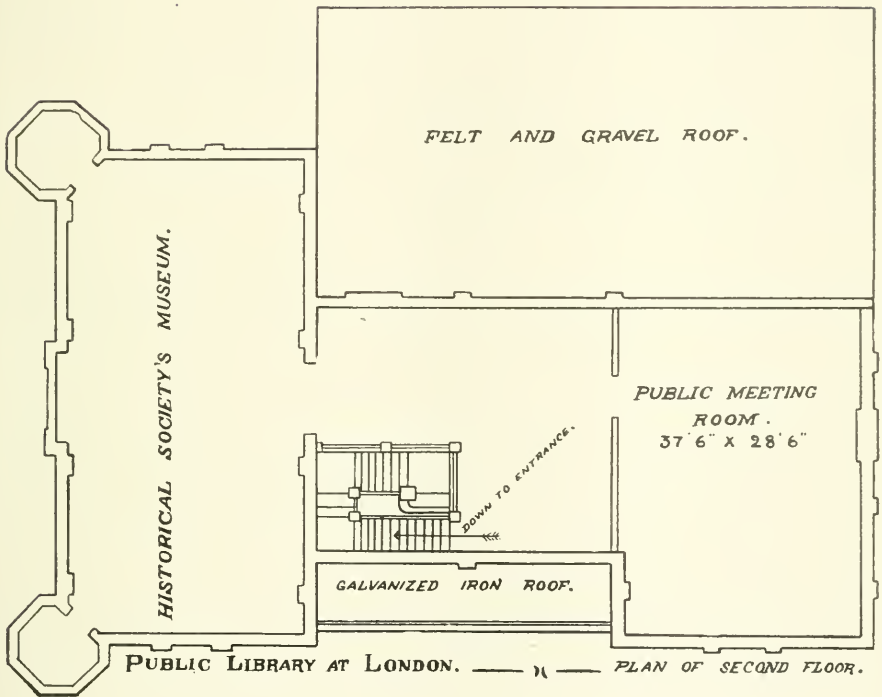 FELT AND GRAVEL ROOF.
HISTORICAL SOCIETY'S MUSEUM.
PUBLIC MEETING
ROOM.
37'6" X 28'6"
DOWN TO ENTRANCE.
GALVANIZED IRON ROOF.
PUBLIC LIBRARY AT LONDON. — PLAN OF SECOND FLOOR.